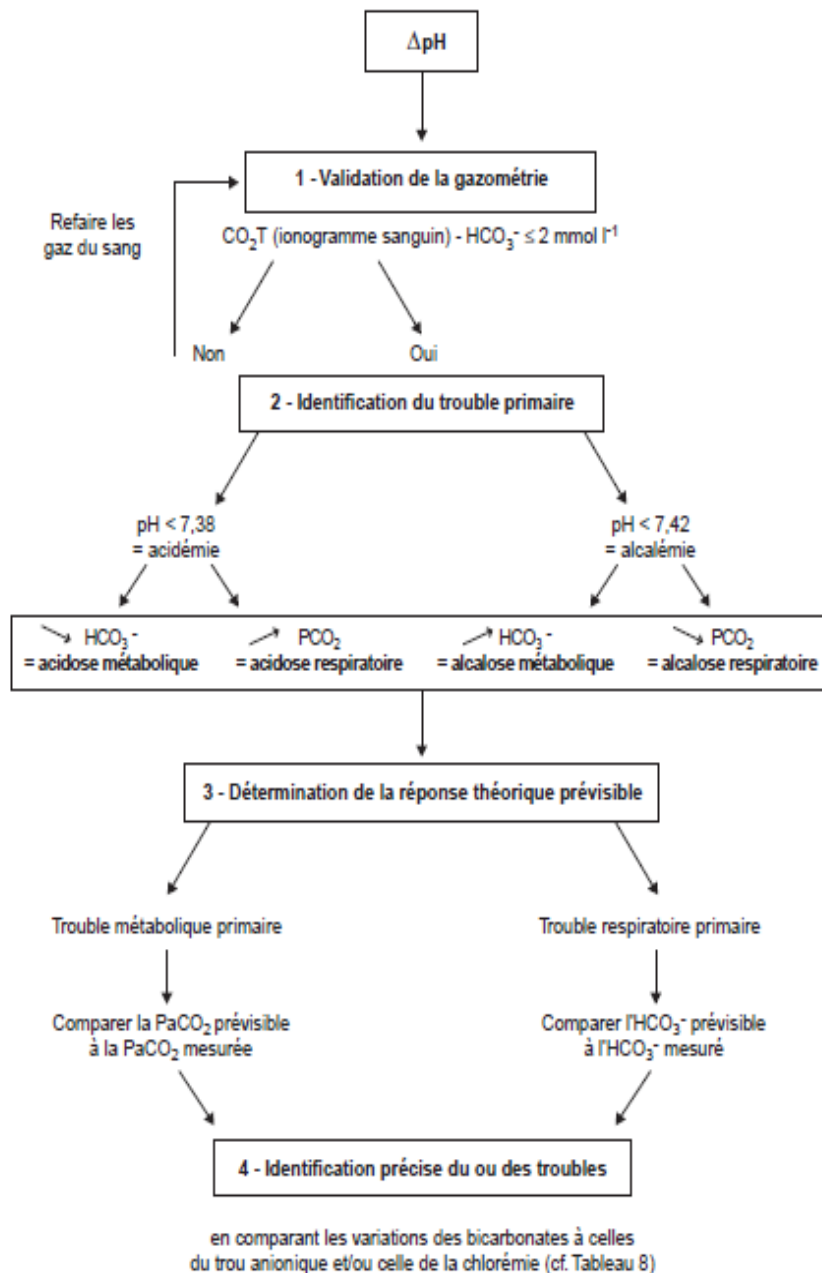 ΔpH
1 - Validation de la gazométrie
Refaire les
gaz du sang
CO₂T (ionogramme sanguin) - HCO₃⁻ ≤ 2 mmol l⁻¹
Non
Oui
2 - Identification du trouble primaire
pH < 7,38
= acidémie
pH < 7,42
= alcalémie
HCO₃⁻
= acidose métabolique
PCO₂
= acidose respiratoire
HCO₃⁻
= alcalose métabolique
PCO₂
= alcalose respiratoire
3 - Détermination de la réponse théorique prévisible
Trouble métabolique primaire
Trouble respiratoire primaire
Comparer la PaCO₂ prévisible
à la PaCO₂ mesurée
Comparer l'HCO₃⁻ prévisible
à l'HCO₃⁻ mesuré
4 - Identification précise du ou des troubles
en comparant les variations des bicarbonates à celles
du trou anionique et/ou celle de la chlorémie (cf. Tableau 8)